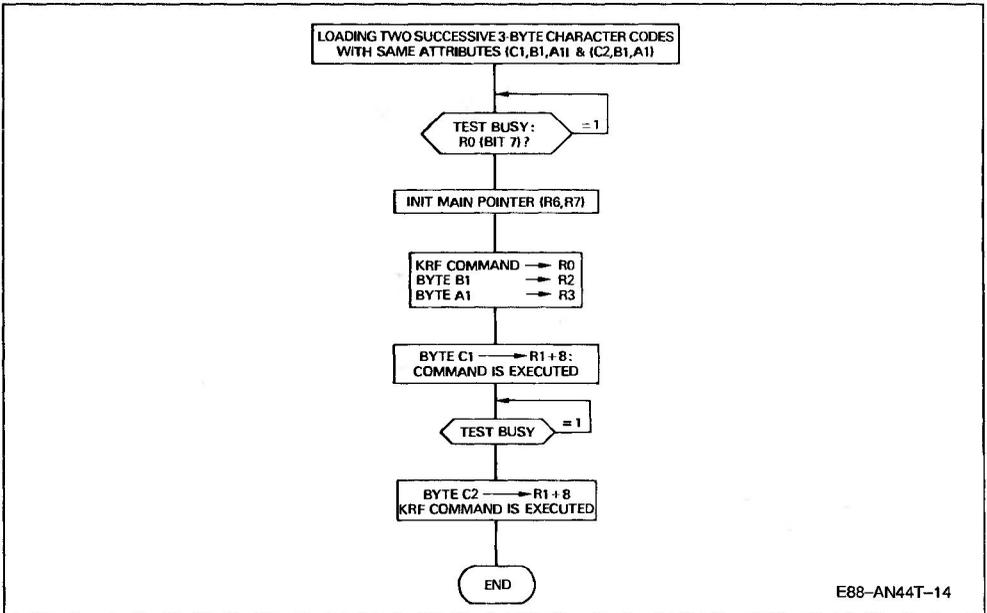 LOADING TWO SUCCESSIVE 3-BYTE CHARACTER CODES
WITH SAME ATTRIBUTES (C1,B1,A1) & (C2,B1,A1)
TEST BUSY:
R0 (BIT 7)?
=1
INIT MAIN POINTER (R6,R7)
KRF COMMAND → R0
BYTE B1 → R2
BYTE A1 → R3
BYTE C1 → R1+8:
COMMAND IS EXECUTED
TEST BUSY
=1
BYTE C2 → R1+8
KRF COMMAND IS EXECUTED
END
E88-AN44T-14